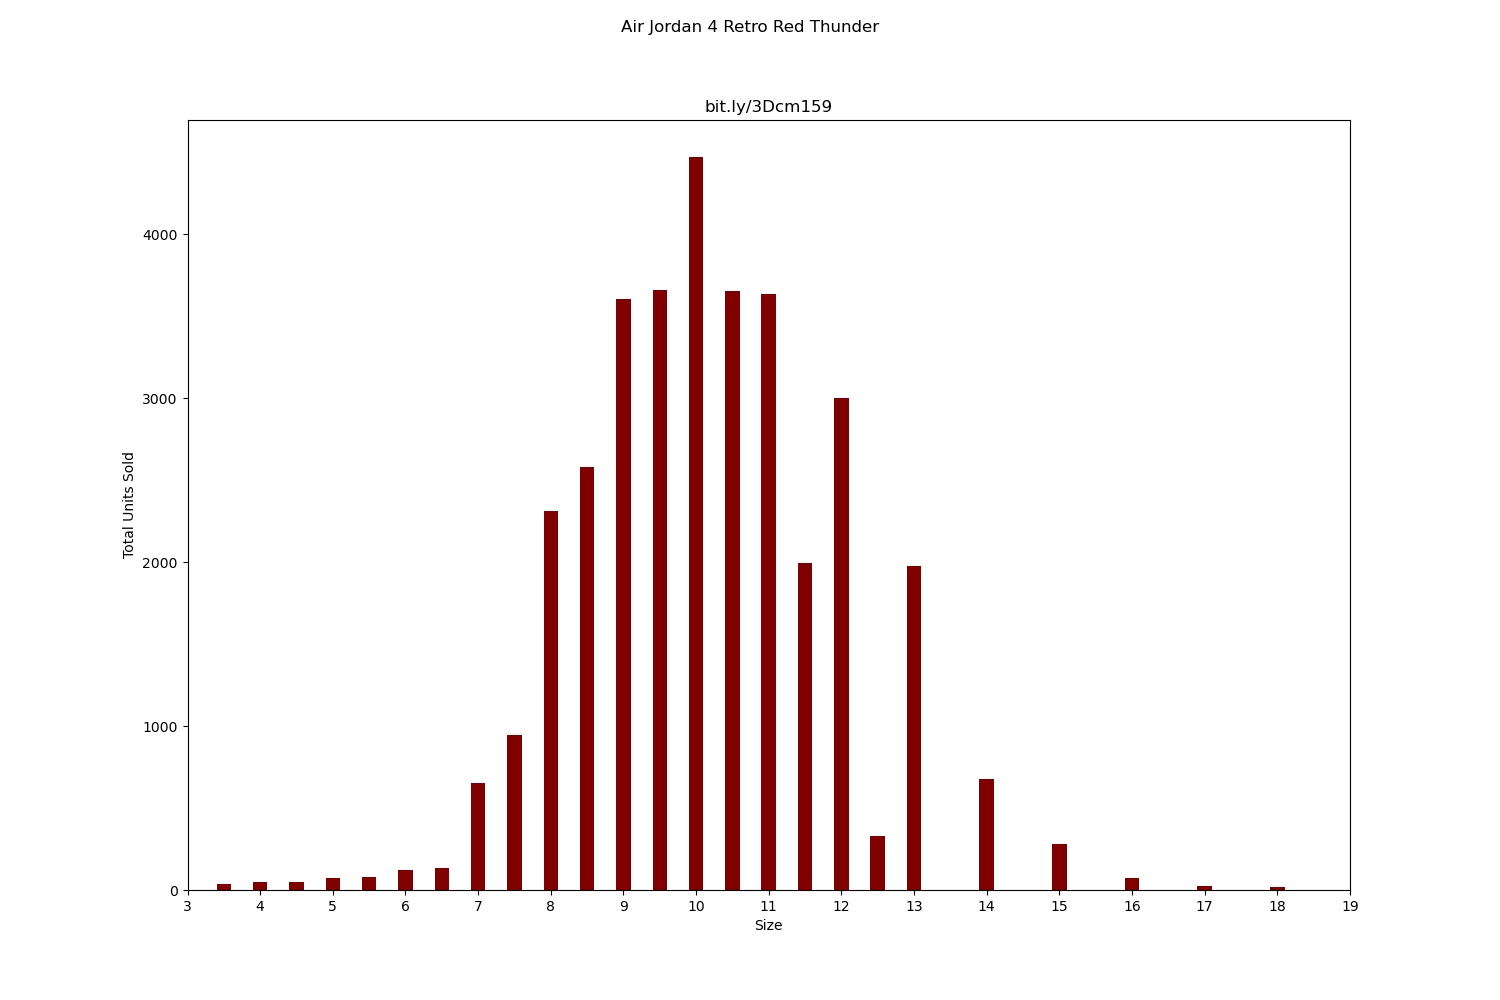 Air Jordan 4 Retro Red Thunder
bit.ly/3Dcm159
Total Units Sold
4000
3000
2000
1000
0
3 4 5 6 7 8 9 10 11 12 13 14 15 16 17 18 19
Size